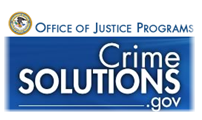 OFFICE OF JUSTICE PROGRAMS
Crime
SOLUTIONS
.gov